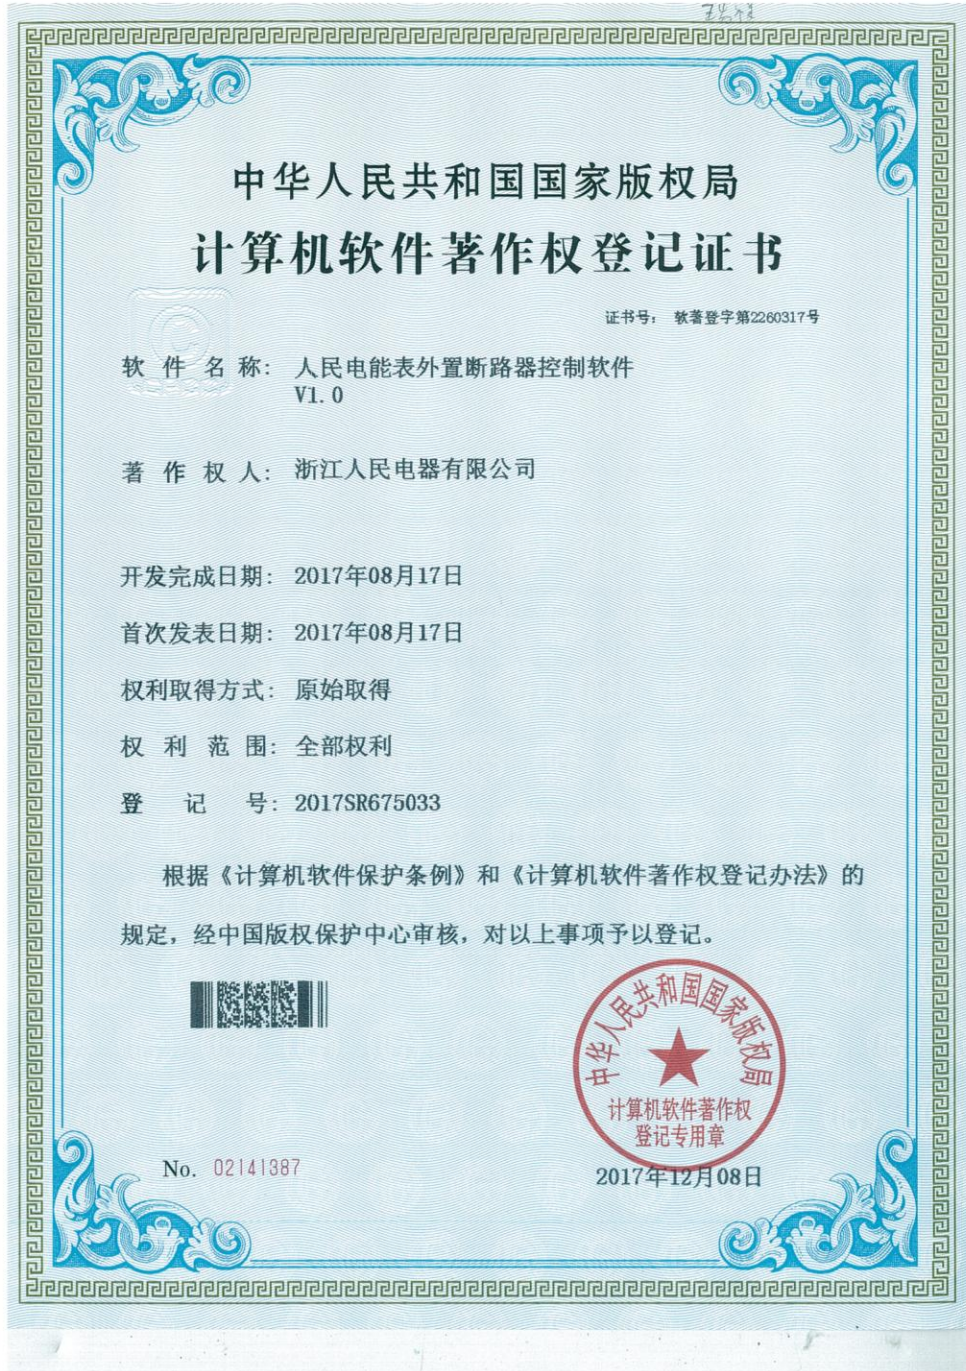 中华人民共和国国家版权局
计算机软件著作权登记证书
证书号： 软著登字第2260317号
软件名称： 人民电能表外置断路器控制软件
V1.0
著作权人： 浙江人民电器有限公司
开发完成日期： 2017年08月17日
首次发表日期： 2017年08月17日
权利取得方式： 原始取得
权利范围： 全部权利
登记号： 2017SR675033
根据《计算机软件保护条例》和《计算机软件著作权登记办法》的
规定，经中国版权保护中心审核，对以上事项予以登记。
中华人民共和国国家版权局
计算机软件著作权
登记专用章
No. 02141387
2017年12月08日